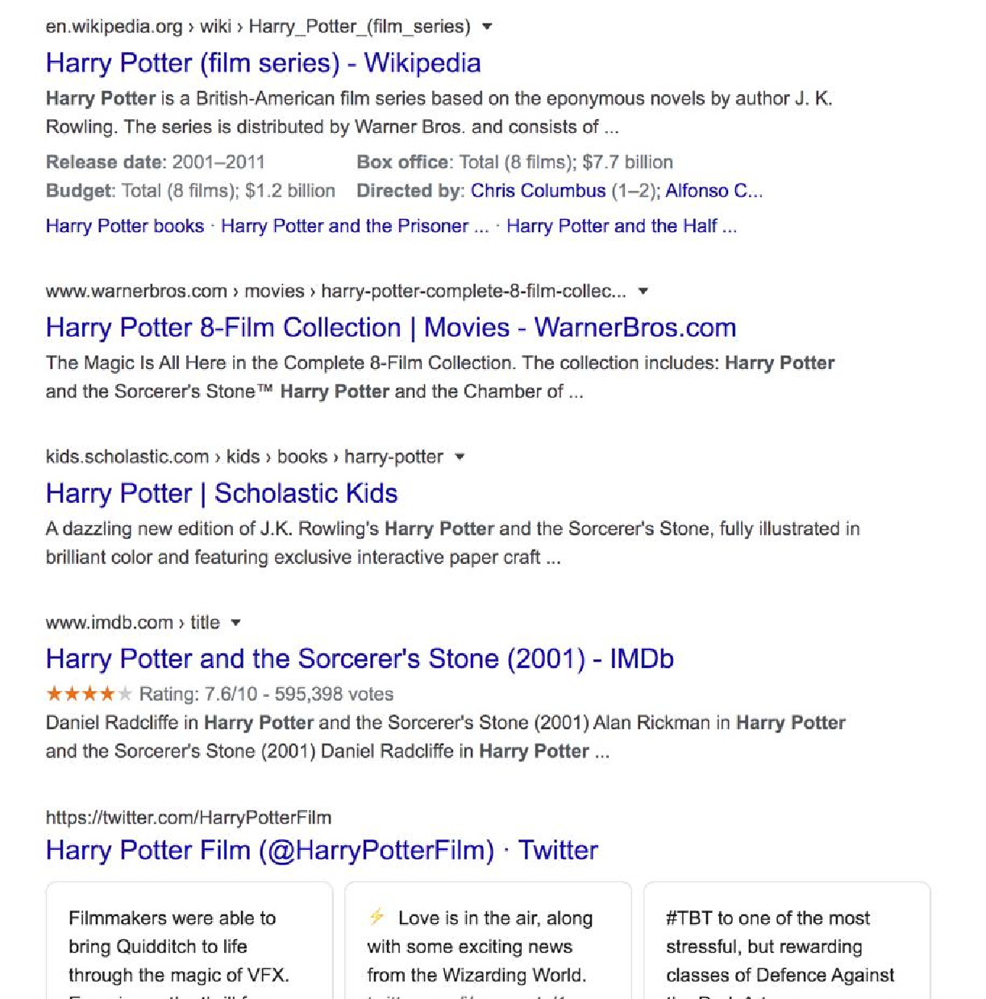 en.wikipedia.org › wiki › Harry_Potter_(film_series)
Harry Potter (film series) - Wikipedia
Harry Potter is a British-American film series based on the eponymous novels by author J. K.
Rowling. The series is distributed by Warner Bros. and consists of ...
Release date: 2001–2011 Box office: Total (8 films); $7.7 billion
Budget: Total (8 films); $1.2 billion Directed by: Chris Columbus (1–2); Alfonso C...
Harry Potter books · Harry Potter and the Prisoner ... · Harry Potter and the Half ...
www.warnerbros.com › movies › harry-potter-complete-8-film-collec...
Harry Potter 8-Film Collection | Movies - WarnerBros.com
The Magic Is All Here in the Complete 8-Film Collection. The collection includes: Harry Potter
and the Sorcerer's Stone™ Harry Potter and the Chamber of ...
kids.scholastic.com › kids › books › harry-potter
Harry Potter | Scholastic Kids
A dazzling new edition of J.K. Rowling's Harry Potter and the Sorcerer's Stone, fully illustrated in
brilliant color and featuring exclusive interactive paper craft ...
www.imdb.com › title
Harry Potter and the Sorcerer's Stone (2001) - IMDb
Rating: 7.6/10 - 595,398 votes
Daniel Radcliffe in Harry Potter and the Sorcerer's Stone (2001) Alan Rickman in Harry Potter
and the Sorcerer's Stone (2001) Daniel Radcliffe in Harry Potter ...
https://twitter.com/HarryPotterFilm
Harry Potter Film (@HarryPotterFilm) · Twitter
Filmmakers were able to
bring Quidditch to life
through the magic of VFX.
⚡ Love is in the air, along
with some exciting news
from the Wizarding World.
#TBT to one of the most
stressful, but rewarding
classes of Defence Against